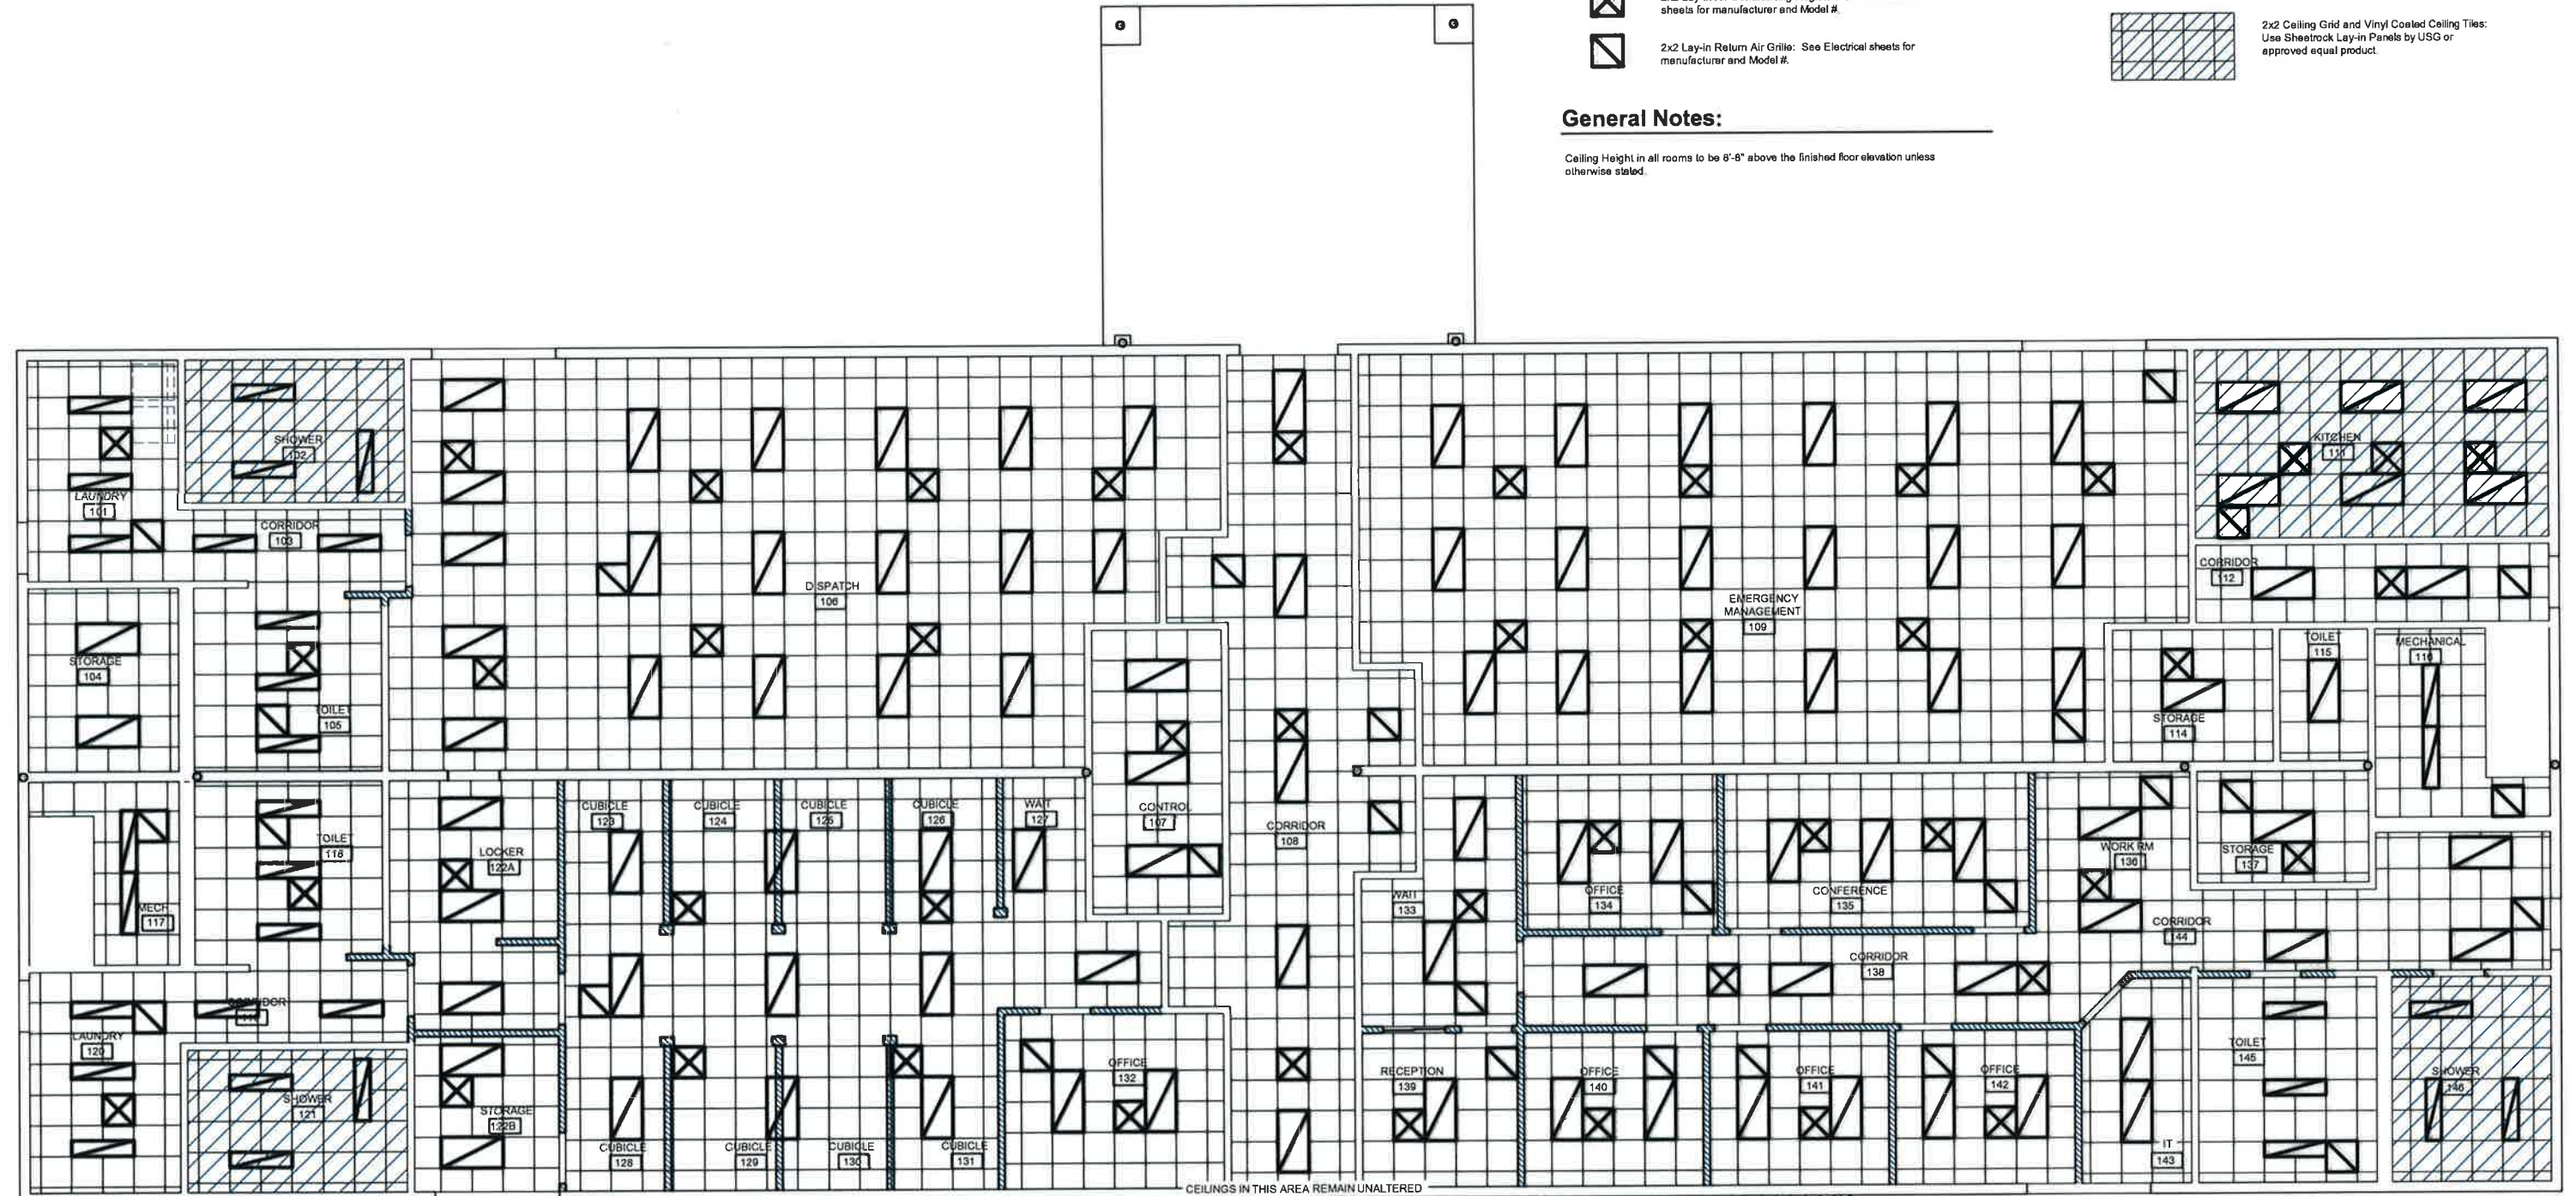 sheets for manufacturer and Model #.
2x2 Lay-in Return Air Grille: See Electrical sheets for
manufacturer and Model #.
2x2 Ceiling Grid and Vinyl Coated Ceiling Tiles:
Use Sheetrock Lay-in Panels by USG or
approved equal product.
General Notes:
Ceiling Height in all rooms to be 8'-8" above the finished floor elevation unless
otherwise stated.
SHOWER
102
LAUNDRY
101
CORRIDOR
103
STORAGE
104
TOILET
105
DISPATCH
106
CONTROL
107
CORRIDOR
108
EMERGENCY
MANAGEMENT
109
KITCHEN
111
CORRIDOR
112
STORAGE
114
TOILET
115
MECHANICAL
116
MECH
117
TOILET
118
LOCKER
122A
CUBICLE
123
CUBICLE
124
CUBICLE
125
CUBICLE
126
WAIT
127
WAIT
133
OFFICE
134
CONFERENCE
135
WORK RM
136
STORAGE
137
CORRIDOR
138
CORRIDOR
144
CORRIDOR
LAUNDRY
120
SHOWER
121
STORAGE
122B
CUBICLE
128
CUBICLE
129
CUBICLE
130
CUBICLE
131
OFFICE
132
RECEPTION
139
OFFICE
140
OFFICE
141
OFFICE
142
IT
143
TOILET
145
SHOWER
146
CEILINGS IN THIS AREA REMAIN UNALTERED